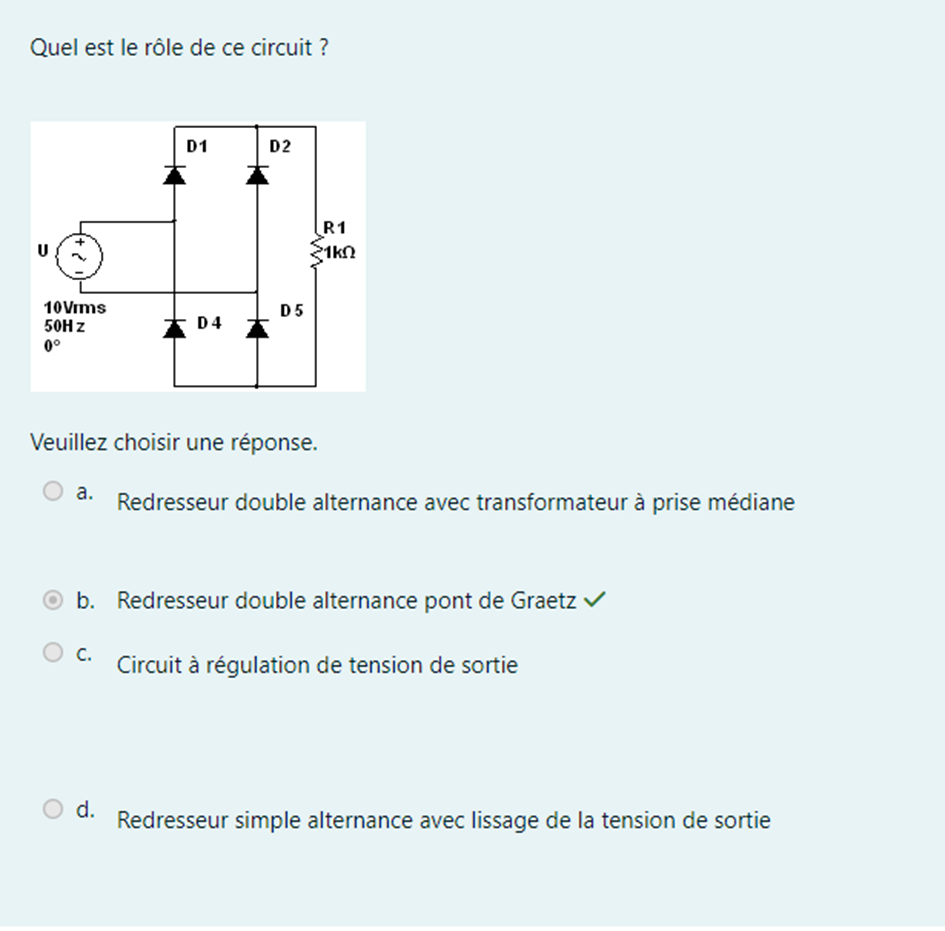 Quel est le rôle de ce circuit ?
D1
D2
R1
1kΩ
U
+
~
-
10Vrms
50Hz
0°
D4
D5
Veuillez choisir une réponse.
a. Redresseur double alternance avec transformateur à prise médiane
b. Redresseur double alternance pont de Graetz ✓
c. Circuit à régulation de tension de sortie
d. Redresseur simple alternance avec lissage de la tension de sortie